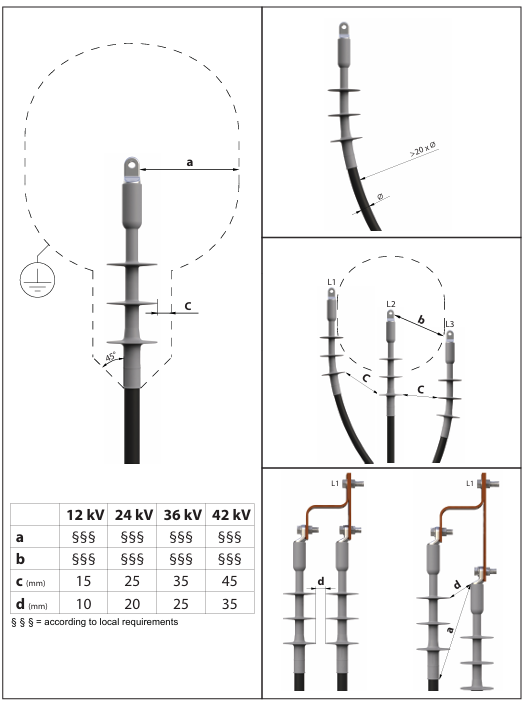 a
C
45°
12 kV 24 kV 36 kV 42 kV
a §§§ §§§ §§§ §§§
b §§§ §§§ §§§ §§§
c (mm) 15 25 35 45
d (mm) 10 20 25 35
§ § § = according to local requirements
>20 x Ø
Ø
L1
L2
b
L3
C
C
L1
L1
d
d
a